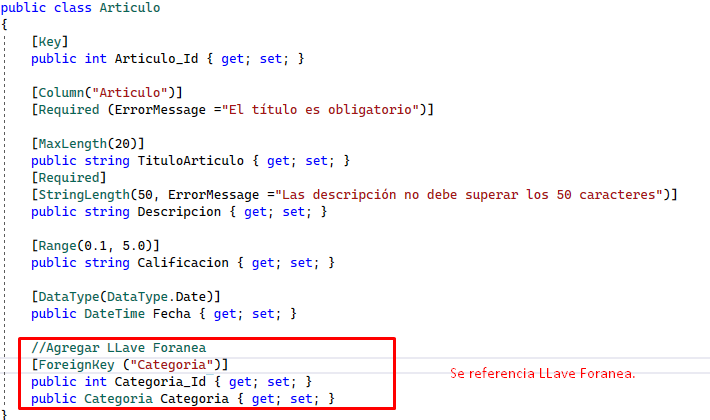 public class Articulo
{
[Key]
public int Articulo_Id { get; set; }
[Column("Articulo")]
[Required (ErrorMessage ="El título es obligatorio")]
[MaxLength(20)]
public string TituloArticulo { get; set; }
[Required]
[StringLength(50, ErrorMessage ="Las descripción no debe superar los 50 caracteres")]
public string Descripcion { get; set; }
[Range(0.1, 5.0)]
public string Calificacion { get; set; }
[DataType(DataType.Date)]
public DateTime Fecha { get; set; }
//Agregar LLave Foranea
[ForeignKey ("Categoria")]
public int Categoria_Id { get; set; }
Se referencia LLave Foranea.
public Categoria Categoria { get; set; }
}